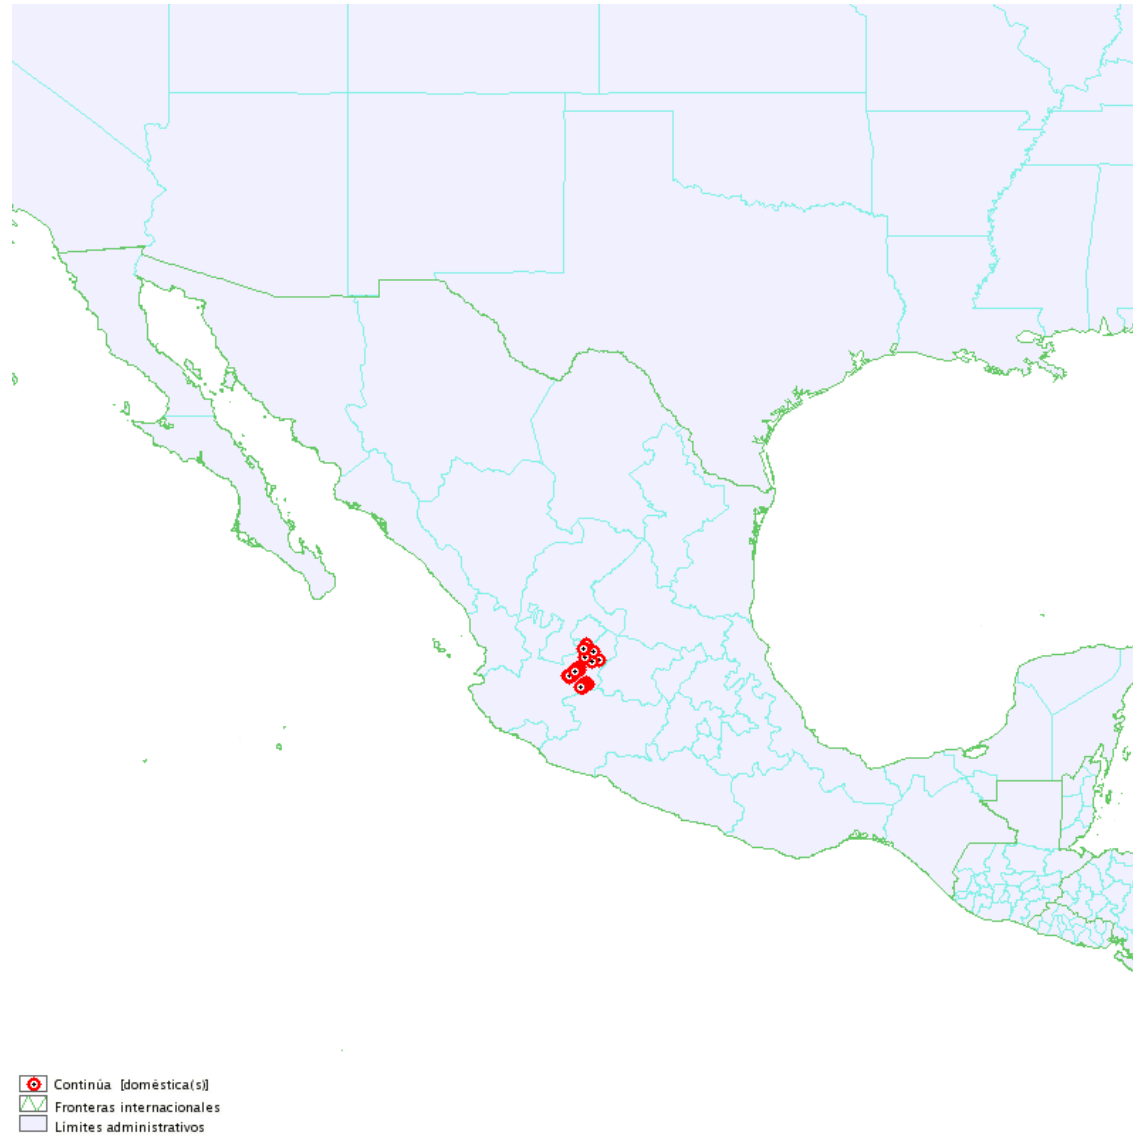 Continúa [doméstica(s)]
Fronteras internacionales
Límites administrativos